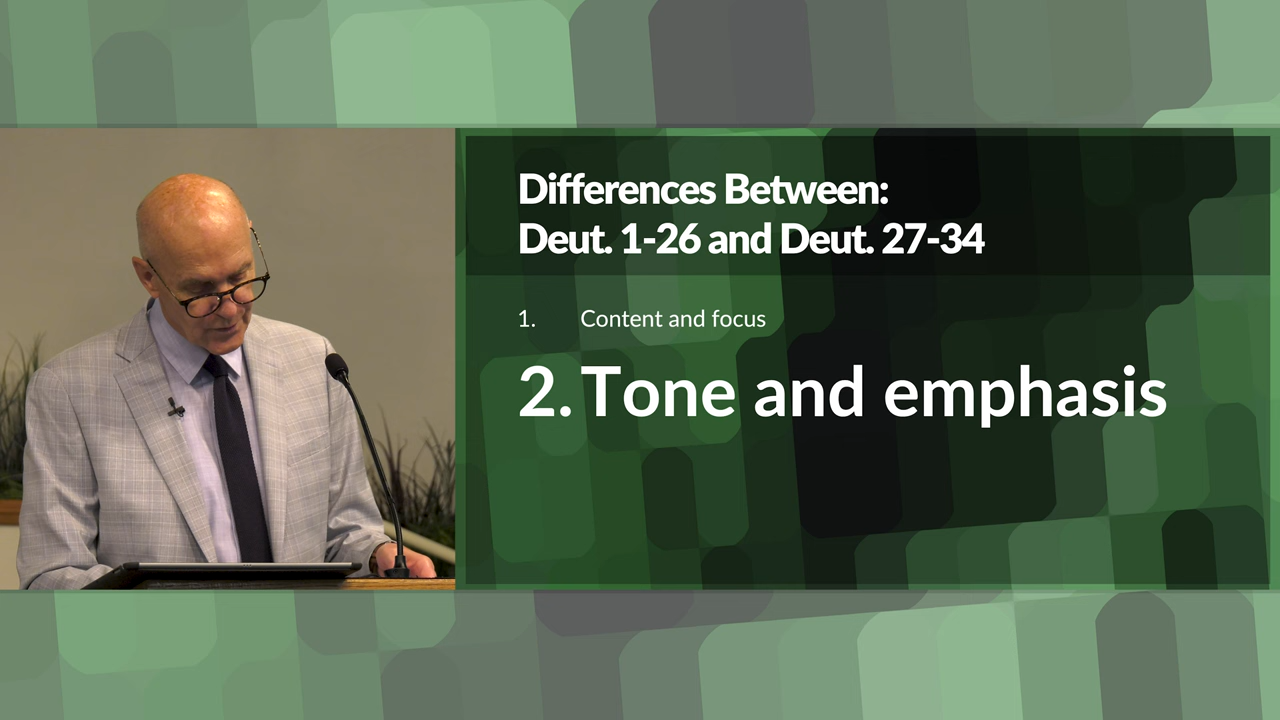 Differences Between:
Deut. 1-26 and Deut. 27-34
1. Content and focus
2. Tone and emphasis